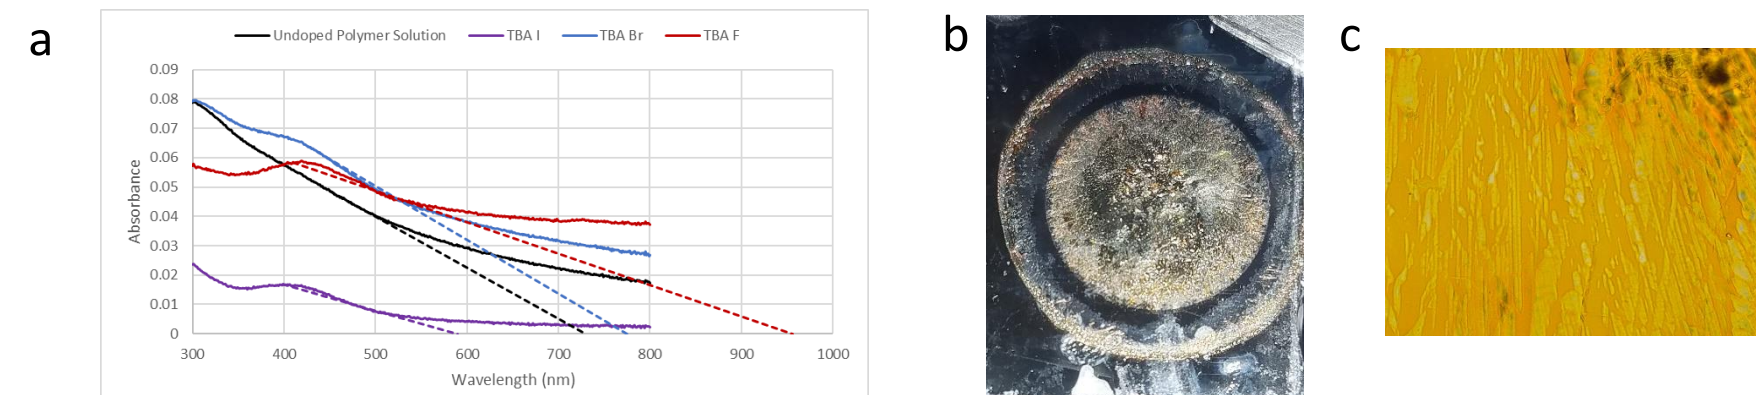 a
Undoped Polymer Solution TBA I TBA Br TBA F
0.09
0.08
0.07
0.06
0.05
0.04
0.03
0.02
0.01
0
Absorbance
300 400 500 600 700 800 900 1000
Wavelength (nm)
b
c